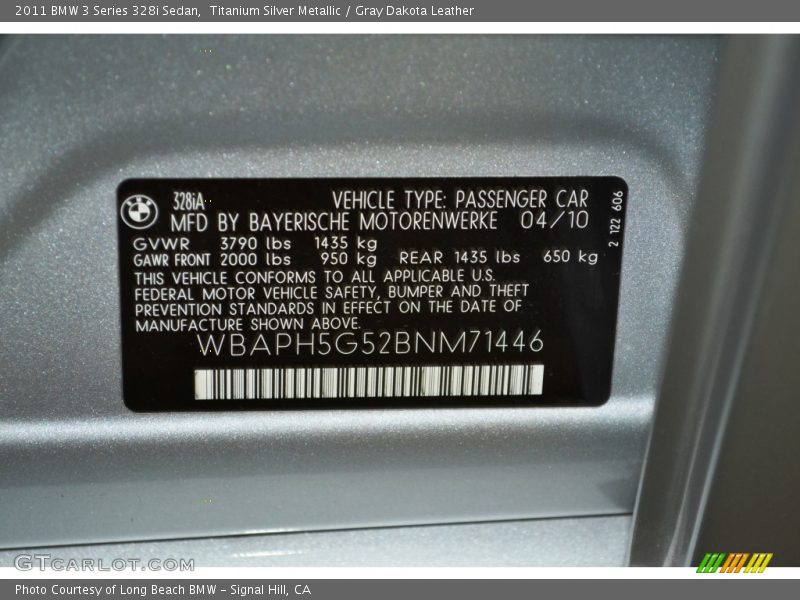 2011 BMW 3 Series 328i Sedan,  Titanium Silver Metallic / Gray Dakota Leather
BMW
328iA
VEHICLE TYPE: PASSENGER CAR
MFD BY BAYERISCHE MOTORENWERKE 04/10
GVWR 3790 lbs 1435 kg
GAWR FRONT 2000 lbs 950 kg REAR 1435 lbs 650 kg
THIS VEHICLE CONFORMS TO ALL APPLICABLE U.S.
FEDERAL MOTOR VEHICLE SAFETY, BUMPER AND THEFT
PREVENTION STANDARDS IN EFFECT ON THE DATE OF
MANUFACTURE SHOWN ABOVE.
WBAPH5G52BNM71446
2 122 606
GTCARLOT.COM
Photo Courtesy of Long Beach BMW - Signal Hill, CA